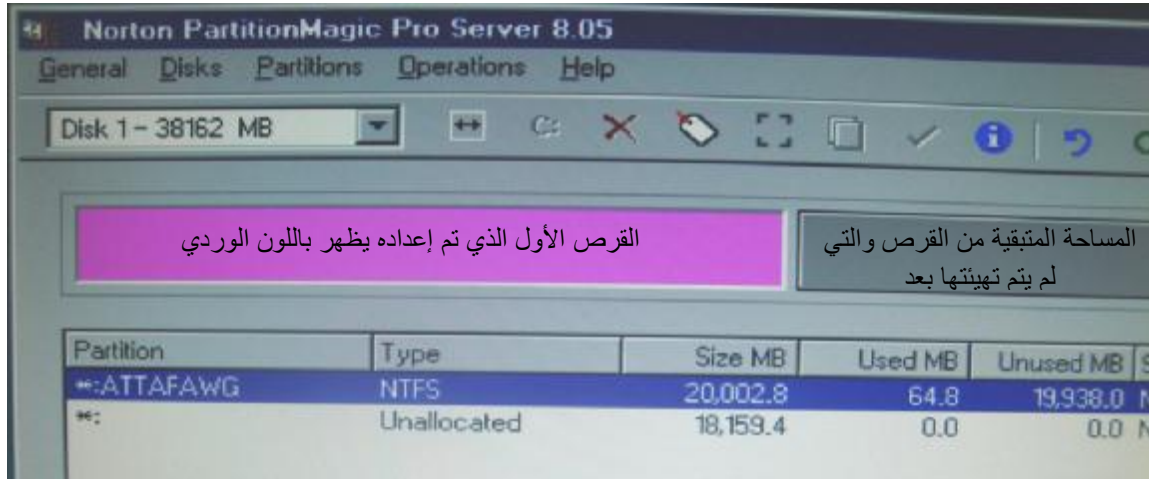 Norton PartitionMagic Pro Server 8.05
General Disks Partitions Operations Help
Disk 1 - 38162 MB
القرص الأول الذي تم إعداده يظهر باللون الوردي
المساحة المتبقية من القرص والتي
لم يتم تهيئتها بعد
Partition Type Size MB Used MB Unused MB
*:ATTAFAWG NTFS 20,002.8 64.8 19,938.0
*: Unallocated 18,159.4 0.0 0.0